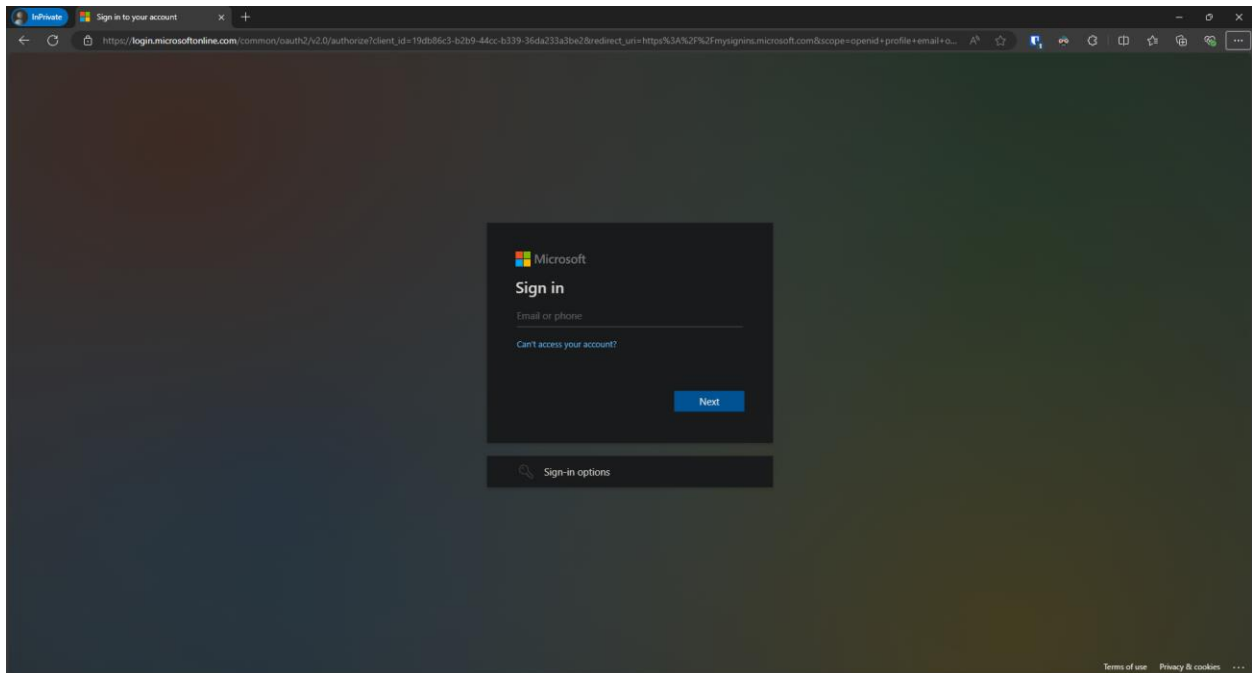 InPrivate
Sign in to your account
https://login.microsoftonline.com/common/oauth2/v2.0/authorize?client_id=19db86c3-b2b9-44cc-b339-36da233a3be2&redirect_uri=https%3A%2F%2Fmysignins.microsoft.com&scope=openid+profile+email+o...
Microsoft
Sign in
Email or phone
Can't access your account?
Next
Sign-in options
Terms of use Privacy & cookies ...